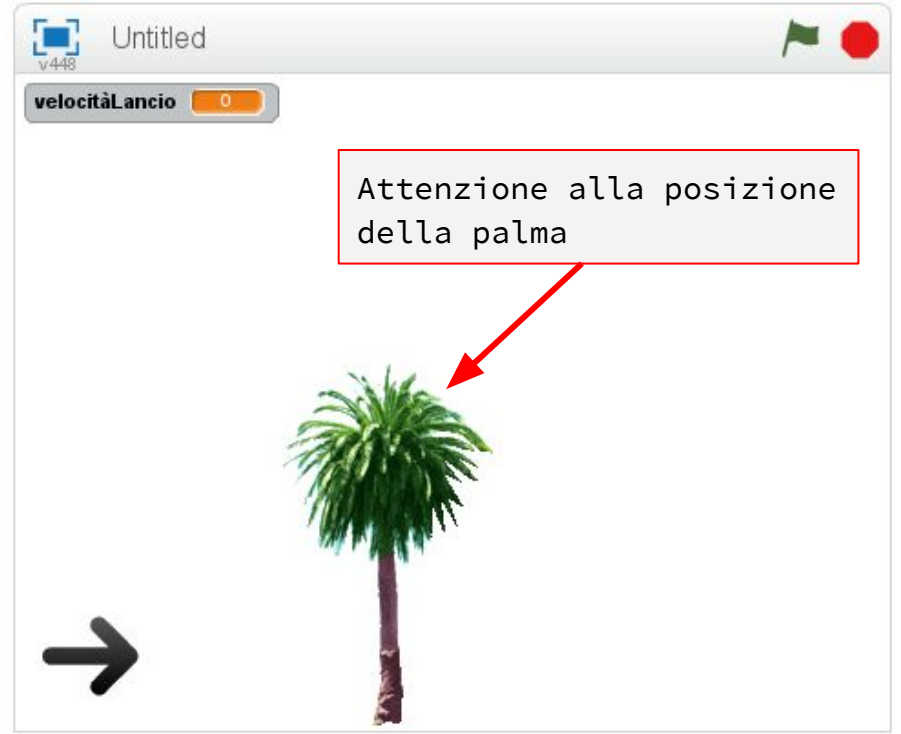 Untitled
v448
velocitàLancio 0
Attenzione alla posizione
della palma